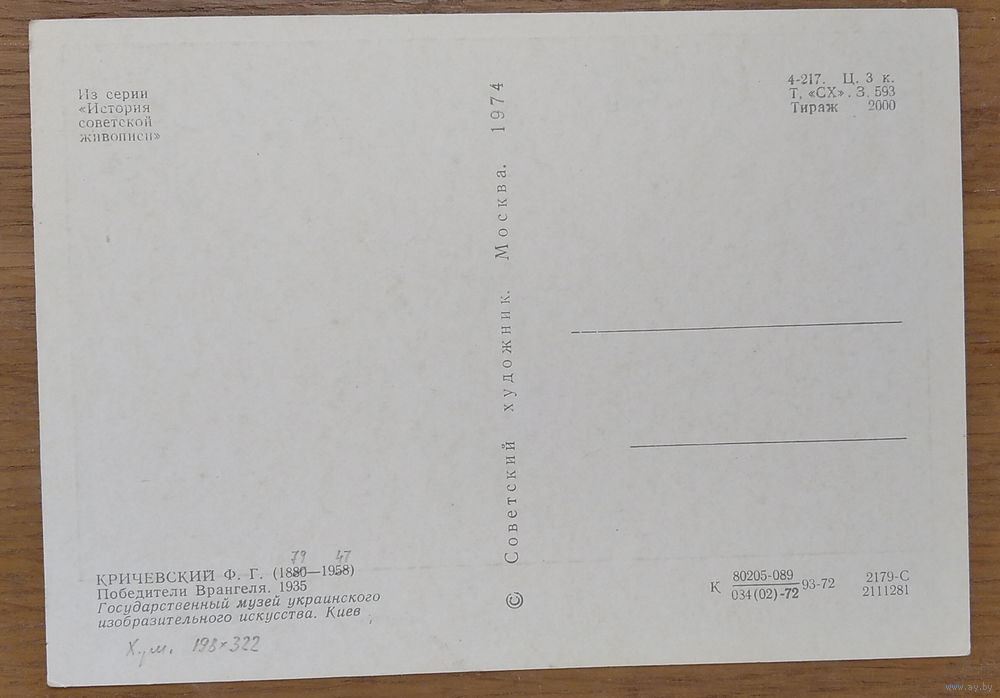 Из серии
«История
советской
живописи»
4-217. Ц. 3 к.
Т. «СХ». З. 593
Тираж 2000
Советский художник. Москва. 1974
©
79 47
КРИЧЕВСКИЙ Ф. Г. (1880—1958)
Победители Врангеля. 1935
Государственный музей украинского
изобразительного искусства. Киев
Х., м. 198×322
К 80205-089
034(02)-72 93-72
2179-С
2111281
www.ay.by